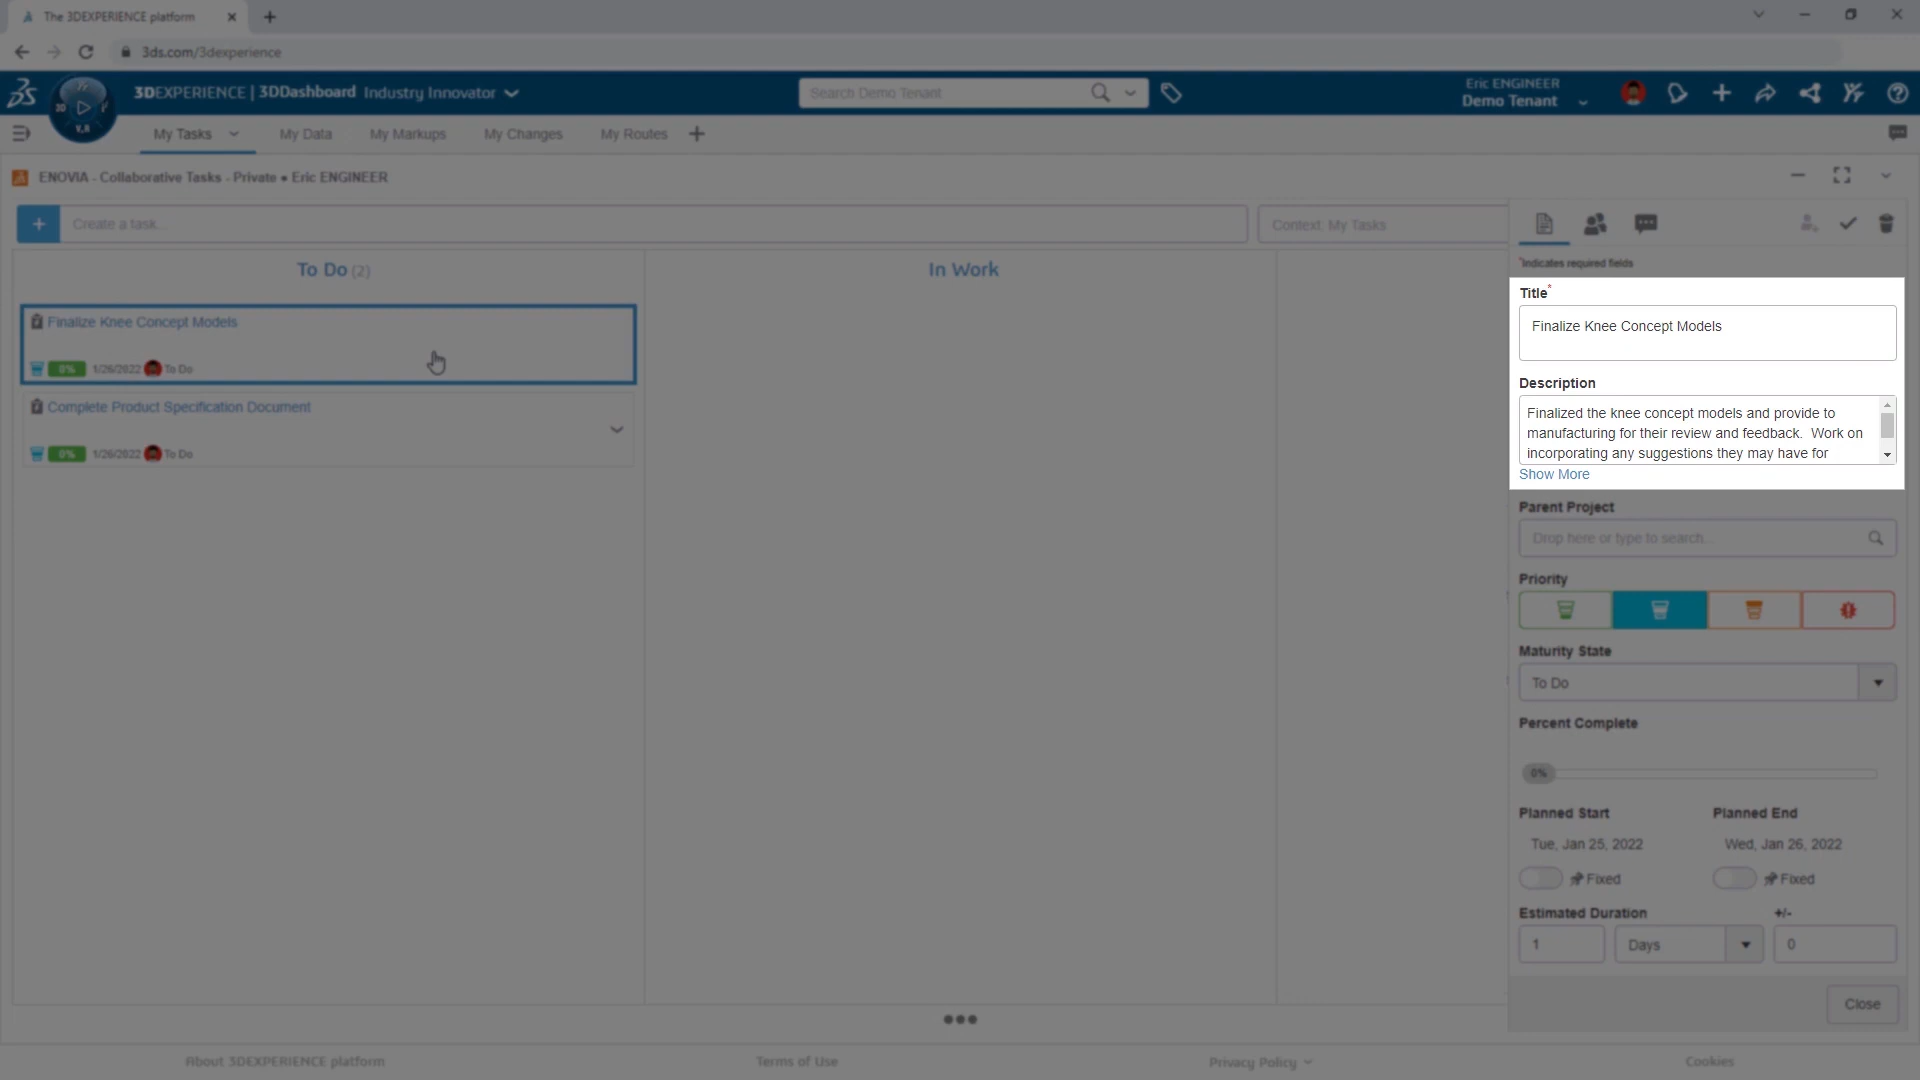 The 3DEXPERIENCE platform
3ds.com/3dexperience
3DEXPERIENCE | 3DDashboard Industry Innovator
Search Demo Tenant
Eric ENGINEER
Demo Tenant
3D
V.R
My Tasks
My Data
My Markups
My Changes
My Routes
ENOVIA - Collaborative Tasks - Private • Eric ENGINEER
Create a task...
Context: My Tasks
To Do (2)
In Work
Finalize Knee Concept Models
0% 1/26/2022 To Do
Complete Product Specification Document
0% 1/26/2022 To Do
*Indicates required fields
Title*
Finalize Knee Concept Models
Description
Finalized the knee concept models and provide to
manufacturing for their review and feedback. Work on
incorporating any suggestions they may have for
Show More
Parent Project
Drop here or type to search...
Priority
Maturity State
To Do
Percent Complete
0%
Planned Start
Planned End
Tue, Jan 25, 2022
Wed, Jan 26, 2022
Fixed
Fixed
Estimated Duration
+/-
1
Days
0
Close
About 3DEXPERIENCE platform
Terms of Use
Privacy Policy
Cookies